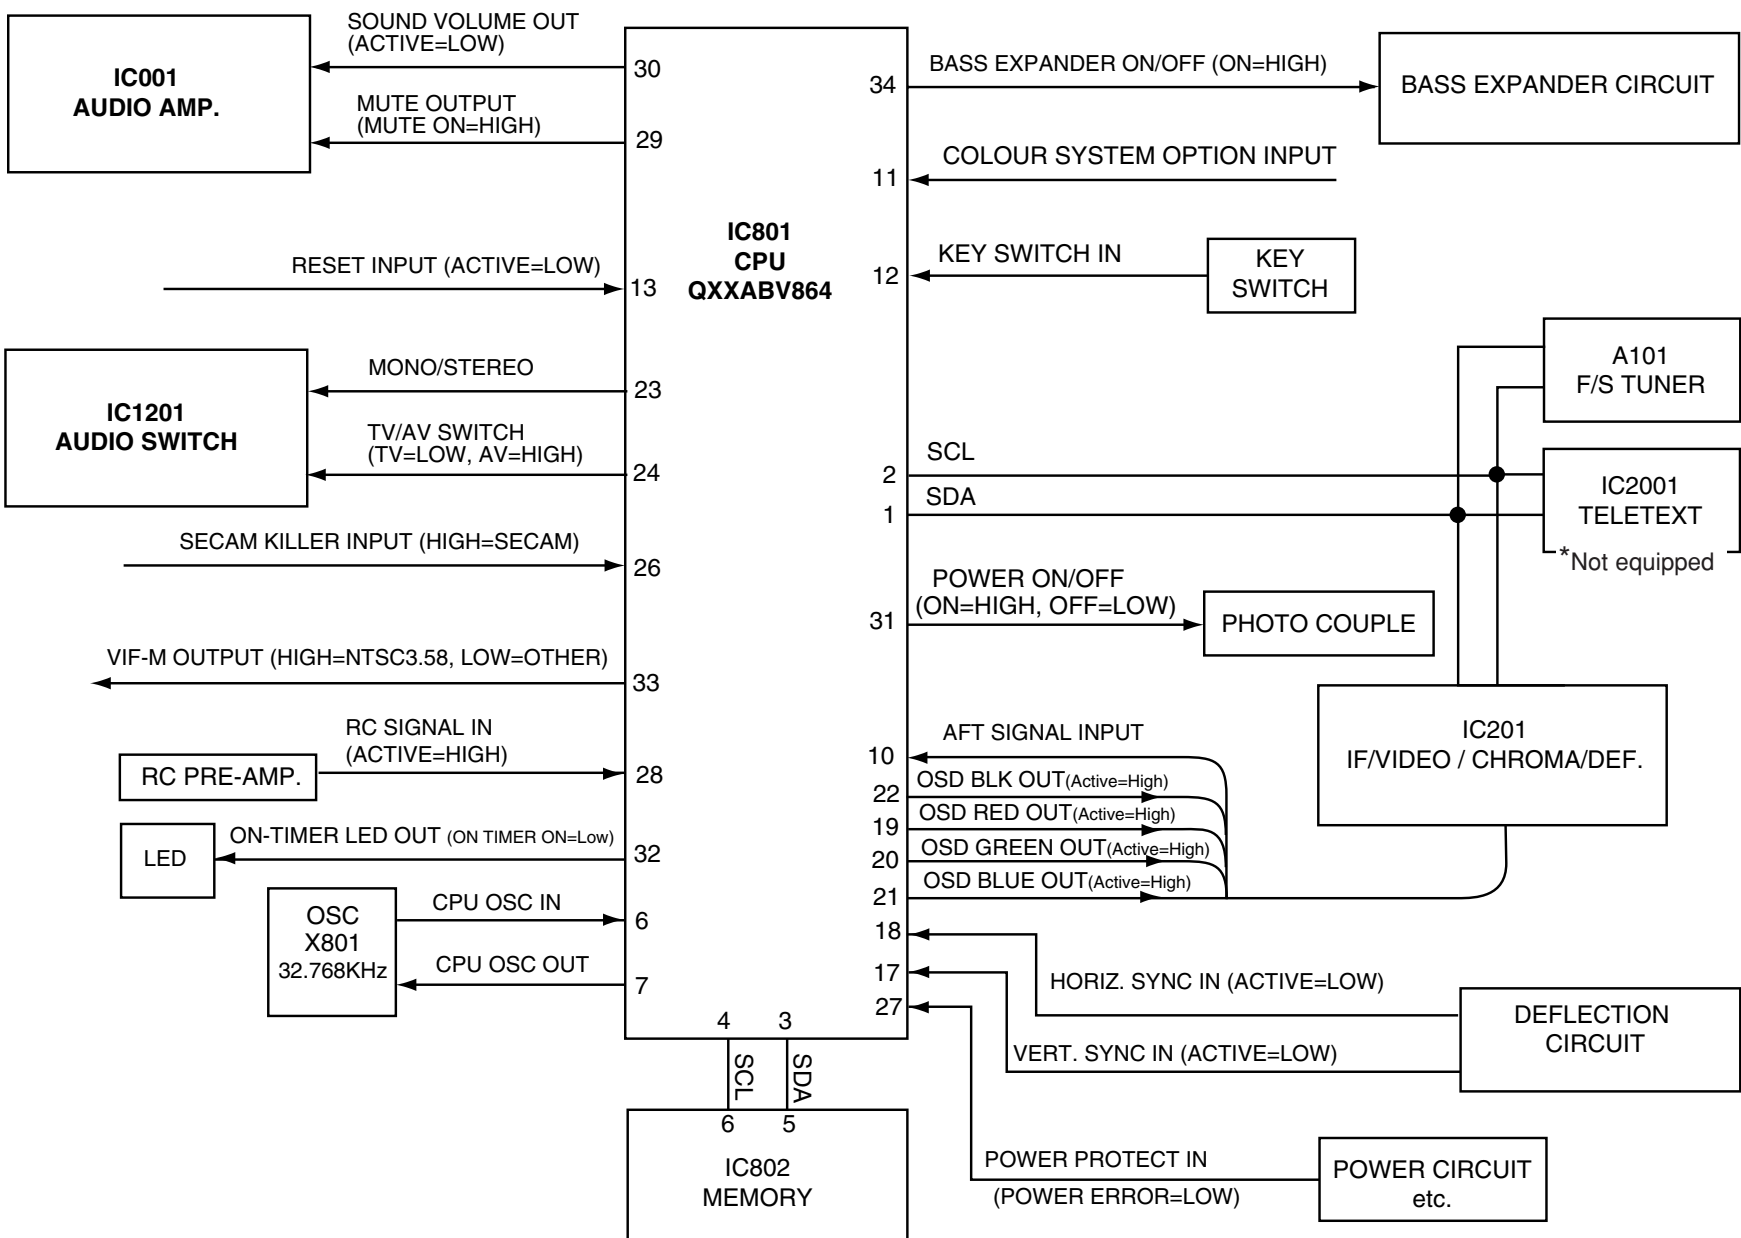 IC001
AUDIO AMP.
SOUND VOLUME OUT
(ACTIVE=LOW)
30
MUTE OUTPUT
(MUTE ON=HIGH)
29
RESET INPUT (ACTIVE=LOW)
13
IC1201
AUDIO SWITCH
MONO/STEREO
23
TV/AV SWITCH
(TV=LOW, AV=HIGH)
24
SECAM KILLER INPUT (HIGH=SECAM)
26
VIF-M OUTPUT (HIGH=NTSC3.58, LOW=OTHER)
33
RC PRE-AMP.
RC SIGNAL IN
(ACTIVE=HIGH)
28
LED
ON-TIMER LED OUT (ON TIMER ON=Low)
32
OSC
X801
32.768KHz
CPU OSC IN
6
CPU OSC OUT
7
IC801
CPU
QXXABV864
4 3
SCL
SDA
6 5
IC802
MEMORY
34
BASS EXPANDER ON/OFF (ON=HIGH)
BASS EXPANDER CIRCUIT
11
COLOUR SYSTEM OPTION INPUT
12
KEY SWITCH IN
KEY
SWITCH
A101
F/S TUNER
2
SCL
1
SDA
IC2001
TELETEXT
*Not equipped
31
POWER ON/OFF
(ON=HIGH, OFF=LOW)
PHOTO COUPLE
IC201
IF/VIDEO / CHROMA/DEF.
10
AFT SIGNAL INPUT
22
OSD BLK OUT(Active=High)
19
OSD RED OUT(Active=High)
20
OSD GREEN OUT(Active=High)
21
OSD BLUE OUT(Active=High)
18
HORIZ. SYNC IN (ACTIVE=LOW)
17
VERT. SYNC IN (ACTIVE=LOW)
DEFLECTION
CIRCUIT
27
POWER PROTECT IN
(POWER ERROR=LOW)
POWER CIRCUIT
etc.